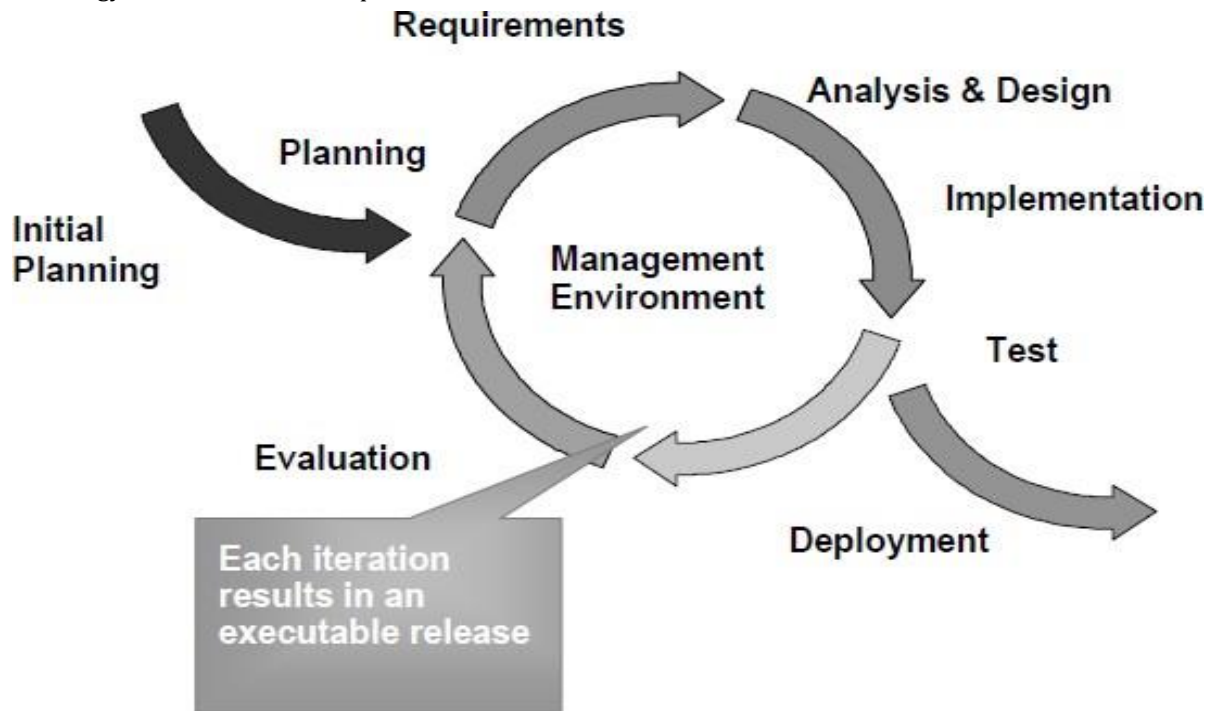 Requirements
Analysis & Design
Planning
Implementation
Initial
Planning
Management
Environment
Test
Evaluation
Deployment
Each iteration
results in an
executable release